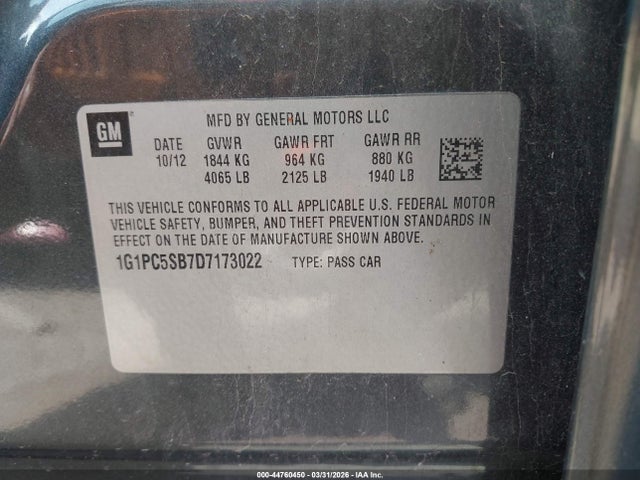 GM
MFD BY GENERAL MOTORS LLC
DATE GVWR GAWR FRT GAWR RR
10/12 1844 KG 964 KG 880 KG
4065 LB 2125 LB 1940 LB
THIS VEHICLE CONFORMS TO ALL APPLICABLE U.S. FEDERAL MOTOR
VEHICLE SAFETY, BUMPER, AND THEFT PREVENTION STANDARDS IN
EFFECT ON THE DATE OF MANUFACTURE SHOWN ABOVE.
1G1PC5SB7D7173022 TYPE: PASS CAR
000-44760450 - 03/31/2026 - IAA Inc.